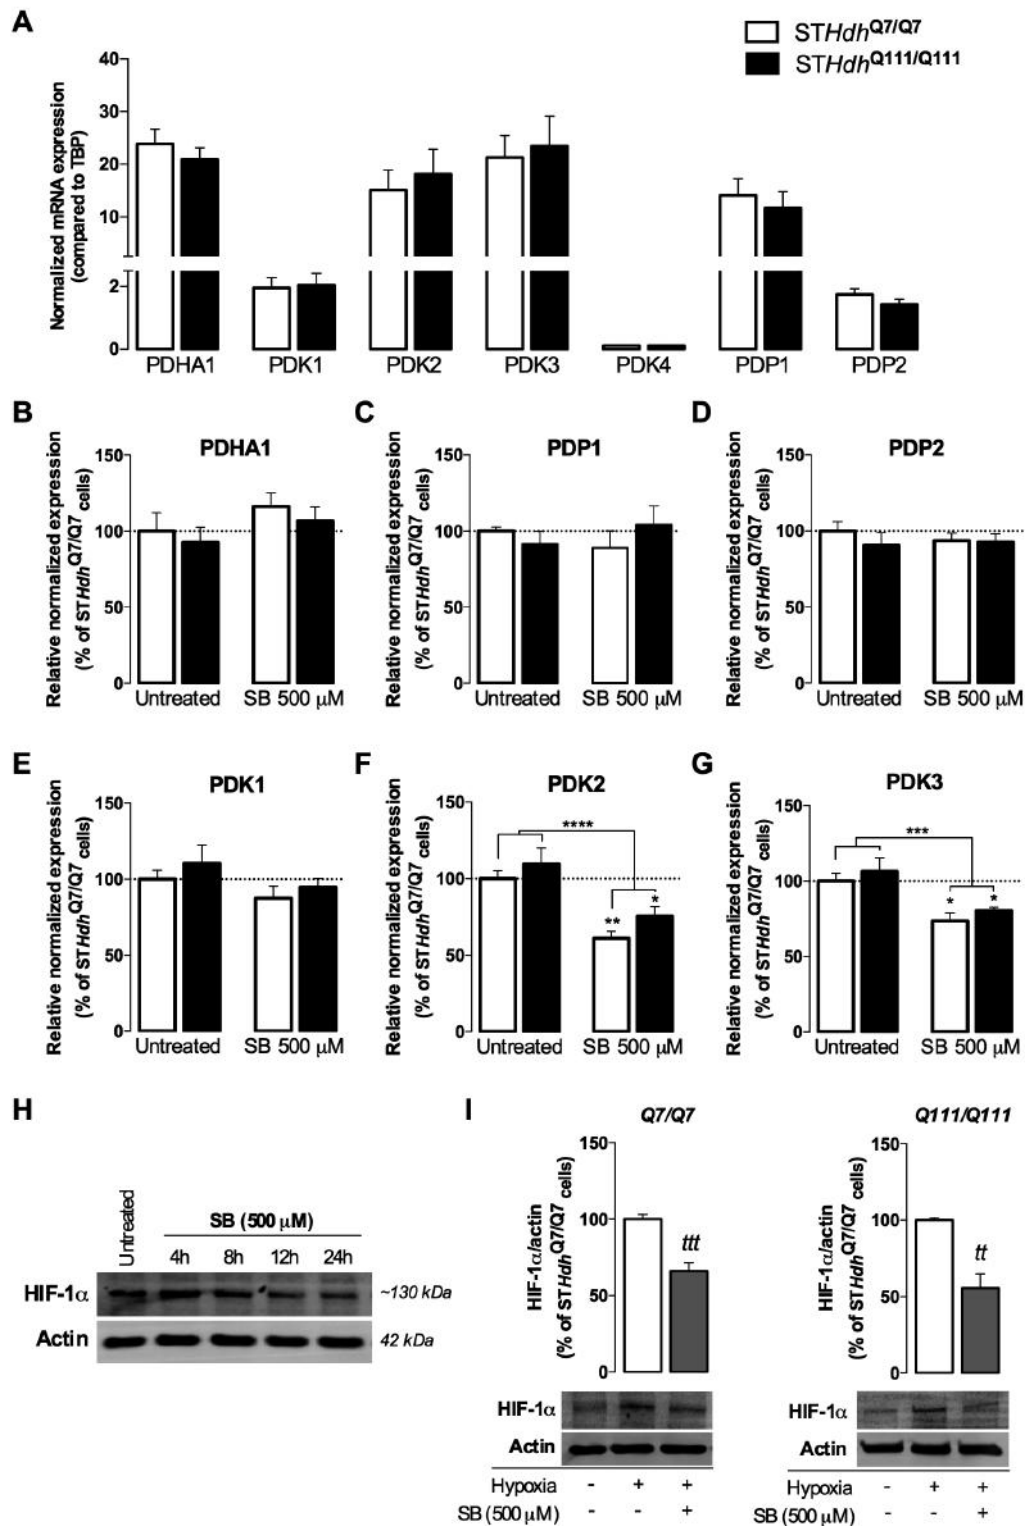 A
STHdhQ7/Q7
STHdhQ111/Q111
Normalized mRNA expression
(compared to TBP)
40
30
20
10
2
0
PDHA1 PDK1 PDK2 PDK3 PDK4 PDP1 PDP2
B
PDHA1
Relative normalized expression
(% of STHdhQ7/Q7 cells)
150
100
50
0
Untreated SB 500 μM
C
PDP1
Relative normalized expression
(% of STHdhQ7/Q7 cells)
150
100
50
0
Untreated SB 500 μM
D
PDP2
Relative normalized expression
(% of STHdhQ7/Q7 cells)
150
100
50
0
Untreated SB 500 μM
E
PDK1
Relative normalized expression
(% of STHdhQ7/Q7 cells)
150
100
50
0
Untreated SB 500 μM
F
PDK2
Relative normalized expression
(% of STHdhQ7/Q7 cells)
150
100
50
0
****
**
*
Untreated SB 500 μM
G
PDK3
Relative normalized expression
(% of STHdhQ7/Q7 cells)
150
100
50
0
***
* *
Untreated SB 500 μM
H
Untreated
SB (500 μM)
4h 8h 12h 24h
HIF-1α ~130 kDa
Actin 42 kDa
I
Q7/Q7
HIF-1α/actin
(% of STHdhQ7/Q7 cells)
150
100
50
0
ttt
HIF-1α
Actin
Hypoxia - + +
SB (500 μM) - - +
Q111/Q111
HIF-1α/actin
(% of STHdhQ7/Q7 cells)
150
100
50
0
tt
HIF-1α
Actin
Hypoxia - + +
SB (500 μM) - - +